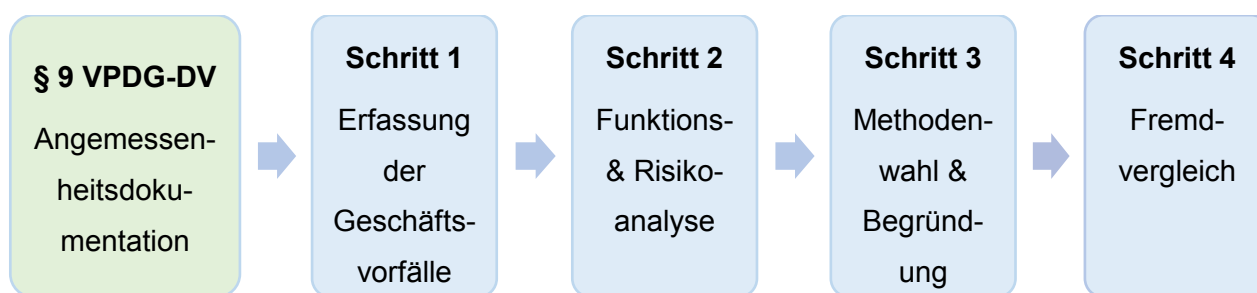 § 9 VPDG-DV
Angemessen-
heitsdoku-
mentation
Schritt 1
Erfassung
der
Geschäfts-
vorfälle
Schritt 2
Funktions-
& Risiko-
analyse
Schritt 3
Methoden-
wahl &
Begründ-
ung
Schritt 4
Fremd-
vergleich